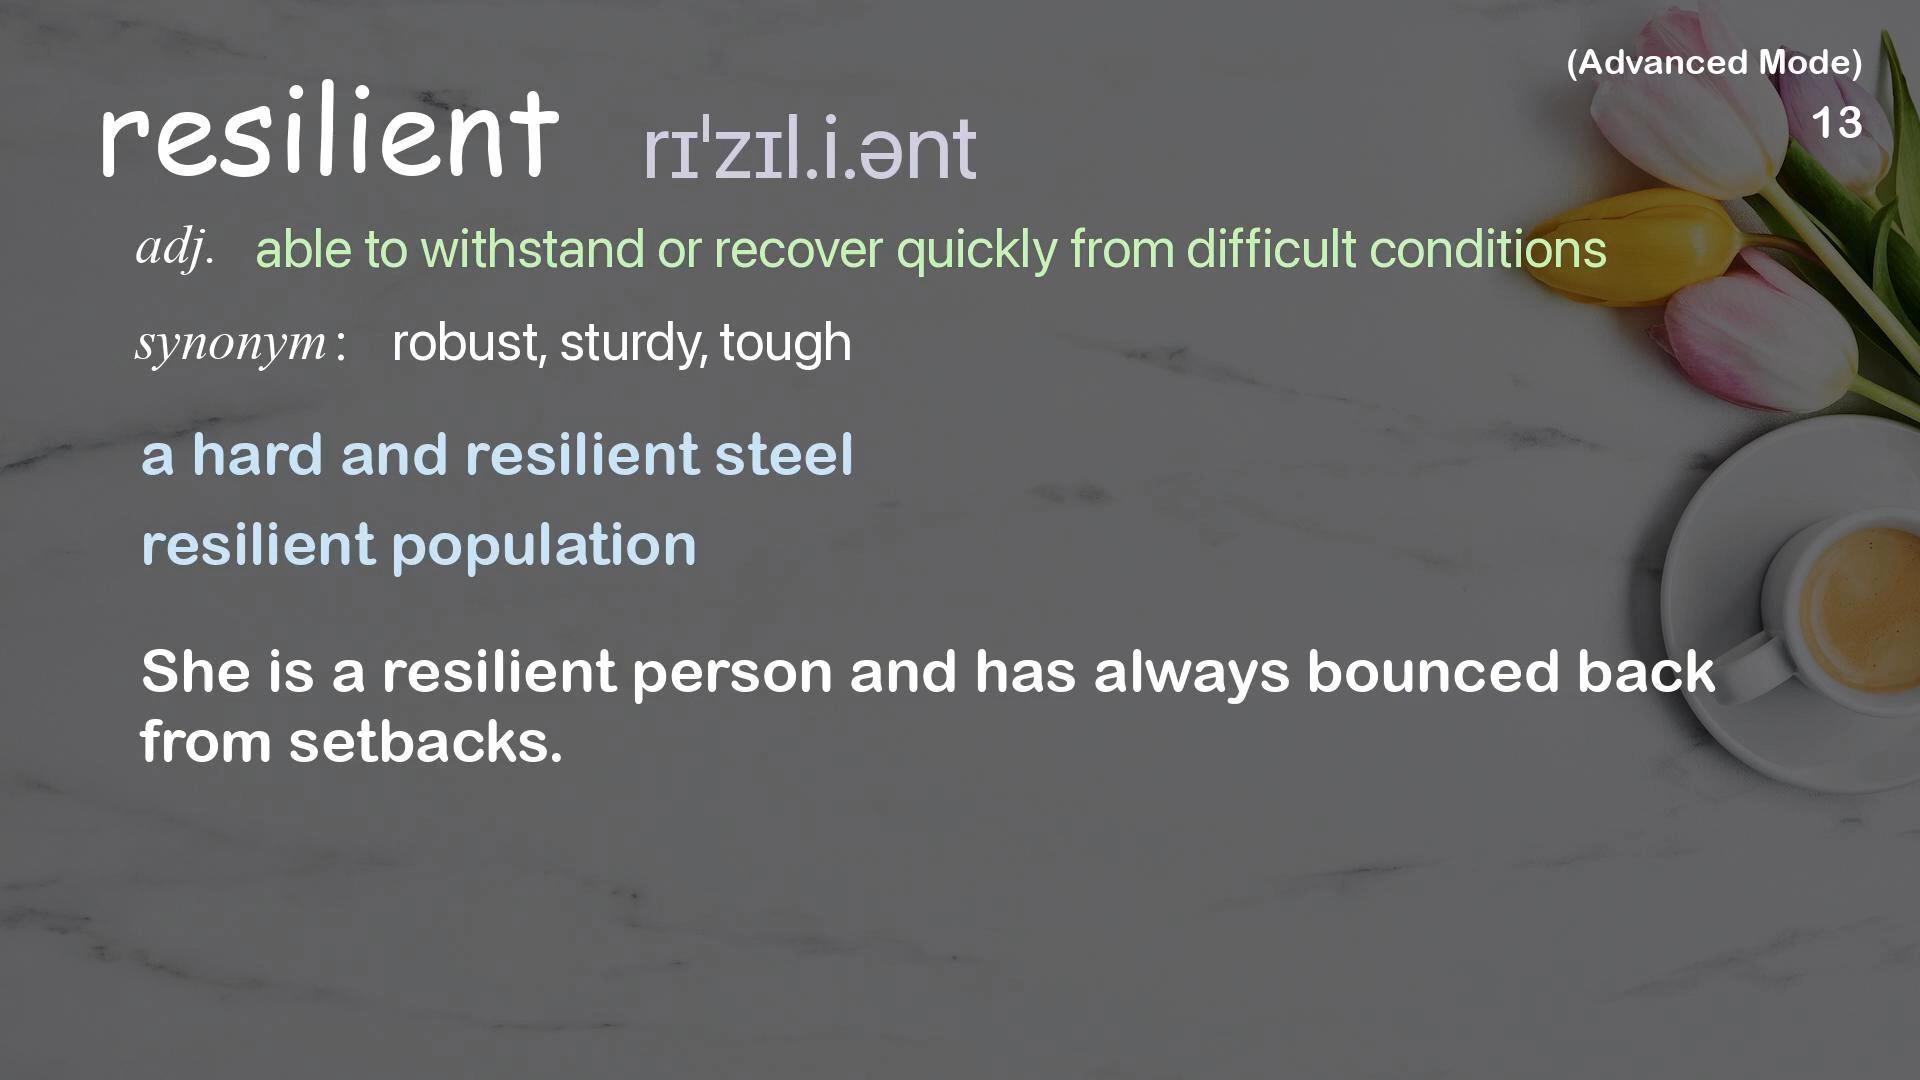 (Advanced Mode)
13
resilient rɪˈzɪl.i.ənt
adj. able to withstand or recover quickly from difficult conditions
synonym : robust, sturdy, tough
a hard and resilient steel
resilient population
She is a resilient person and has always bounced back
from setbacks.